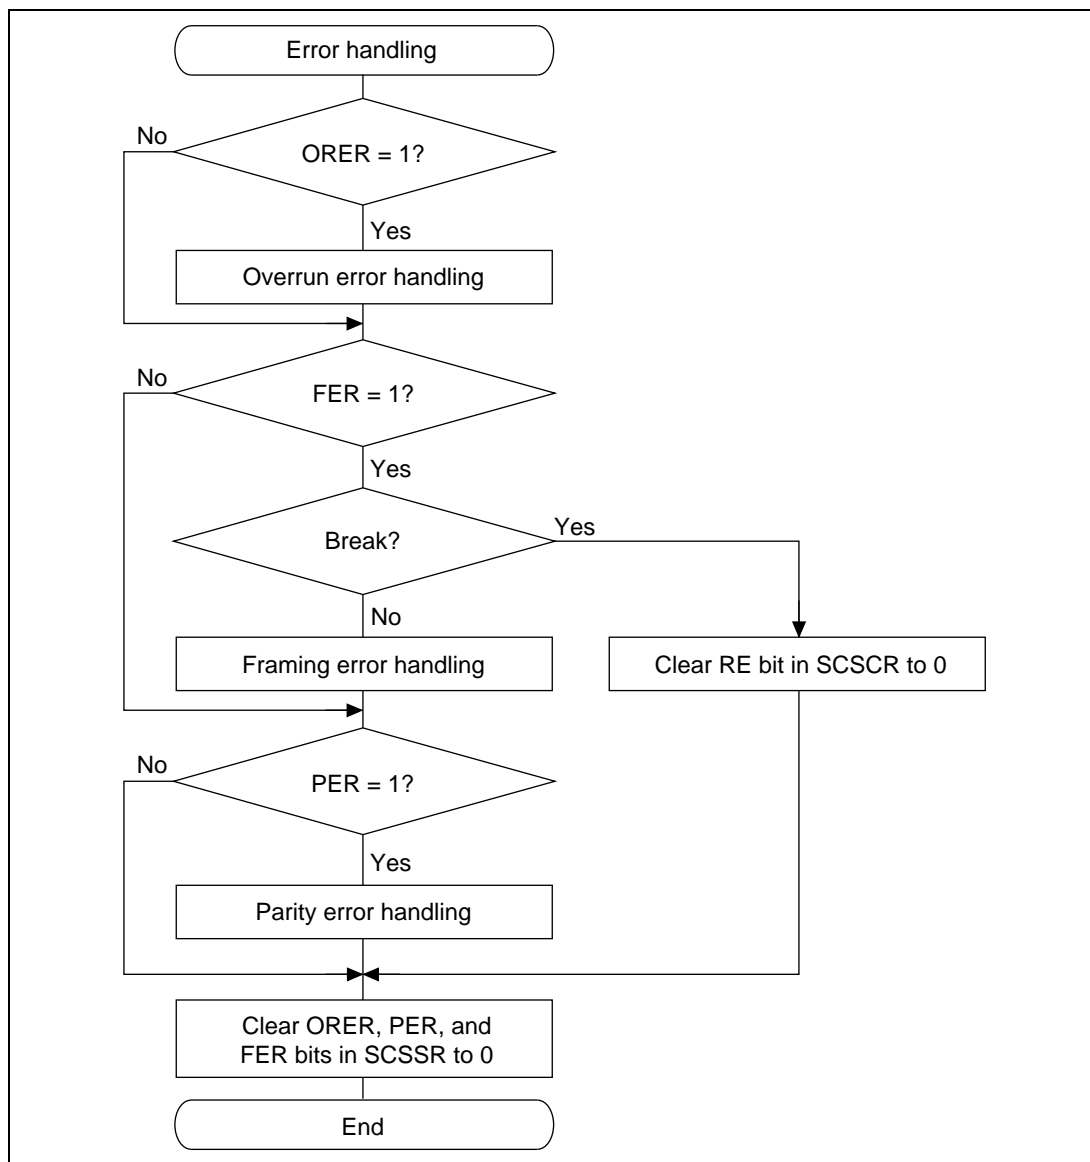 Error handling
No
ORER = 1?
Yes
Overrun error handling
No
FER = 1?
Yes
Break?
Yes
No
Framing error handling
Clear RE bit in SCSCR to 0
No
PER = 1?
Yes
Parity error handling
Clear ORER, PER, and
FER bits in SCSSR to 0
End